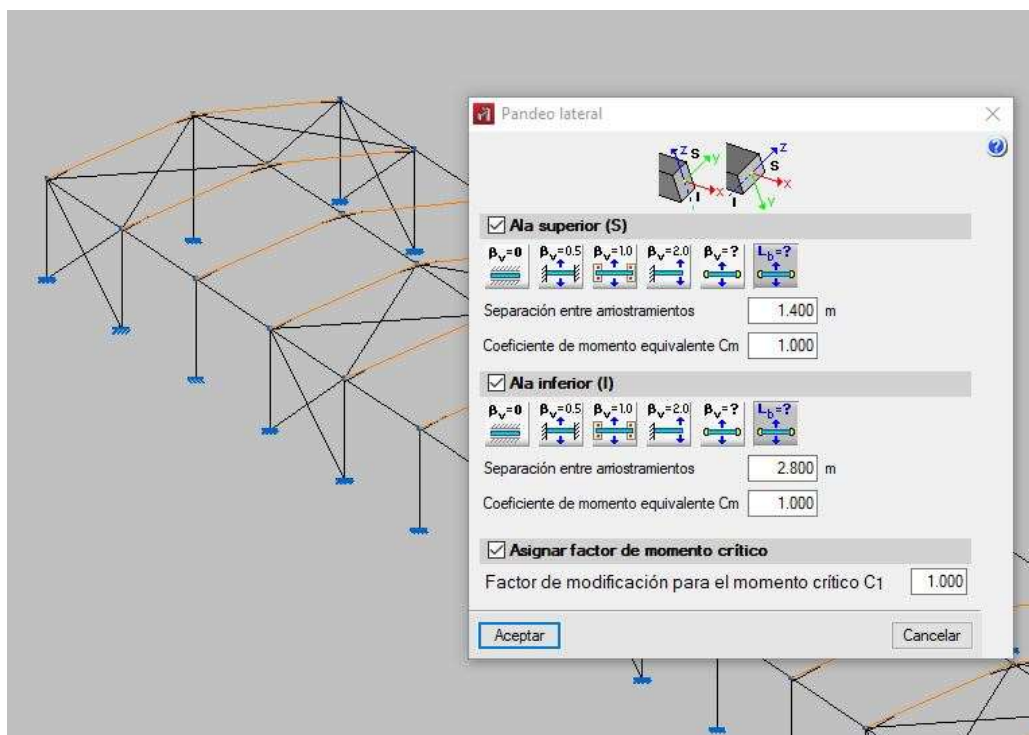 Pandeo lateral
z S y x I
z S x I y
Ala superior (S)
βv=0 βv=0.5 βv=1.0 βv=2.0 βv=? Lb=?
Separación entre arriostramientos 1.400 m
Coeficiente de momento equivalente Cm 1.000
Ala inferior (I)
βv=0 βv=0.5 βv=1.0 βv=2.0 βv=? Lb=?
Separación entre arriostramientos 2.800 m
Coeficiente de momento equivalente Cm 1.000
Asignar factor de momento crítico
Factor de modificación para el momento crítico C1 1.000
Aceptar Cancelar